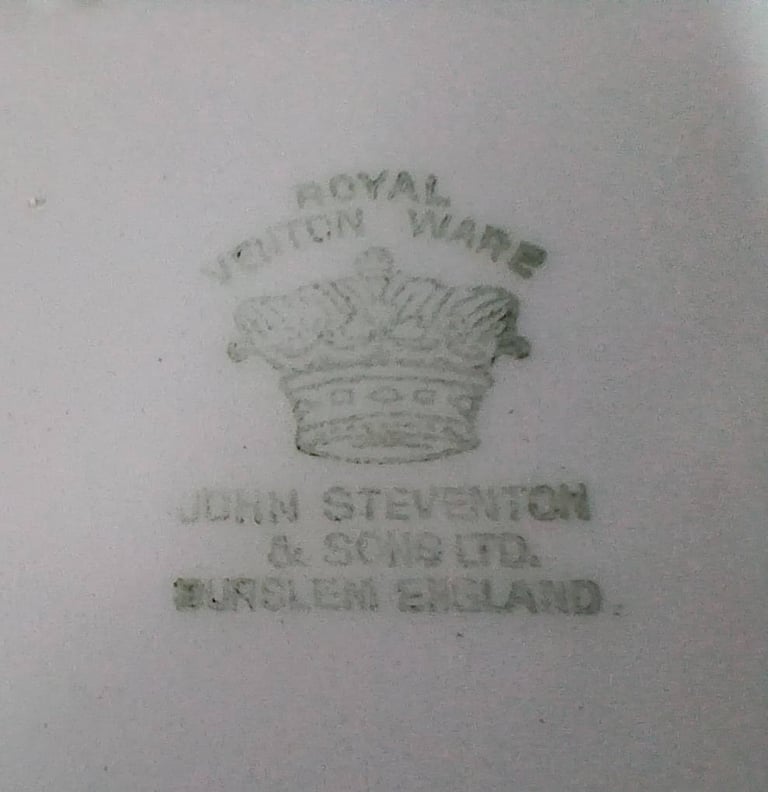 ROYAL
VENTON WARE
JOHN STEVENTON
& SONS LTD.
BURSLEM ENGLAND.